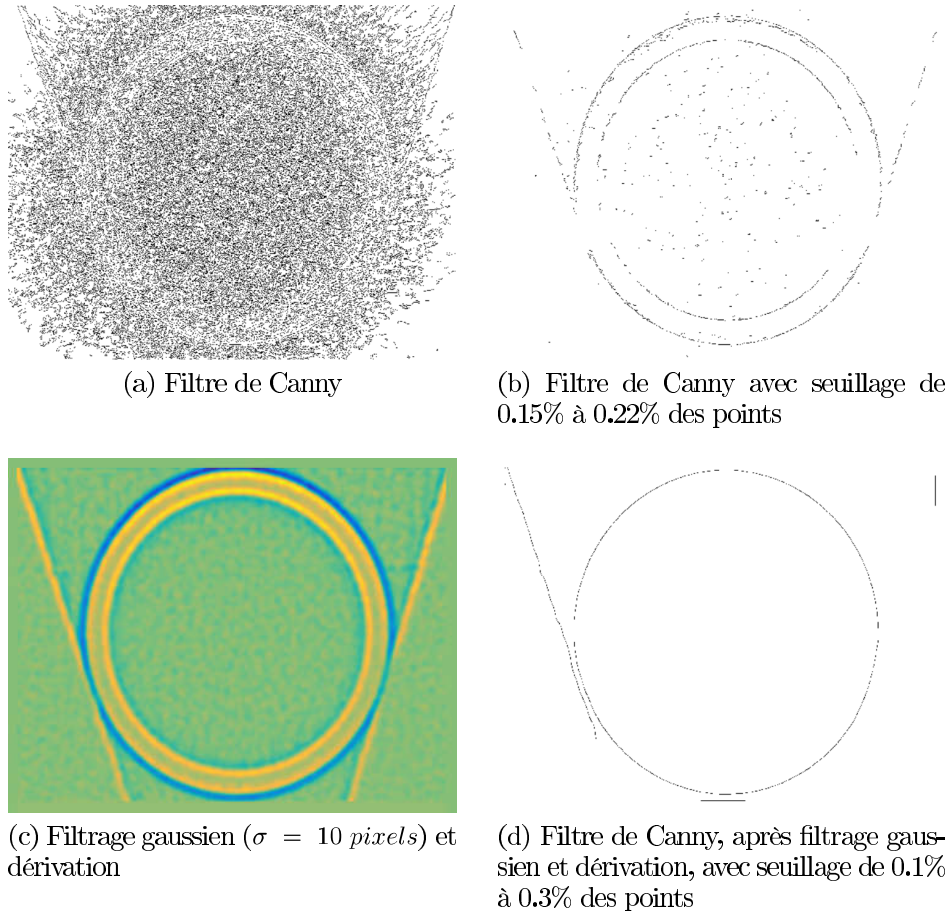 (a) Filtre de Canny
(b) Filtre de Canny avec seuillage de
0.15% à 0.22% des points
(c) Filtrage gaussien (σ = 10 pixels) et
dérivation
(d) Filtre de Canny, après filtrage gaus-
sien et dérivation, avec seuillage de 0.1%
à 0.3% des points